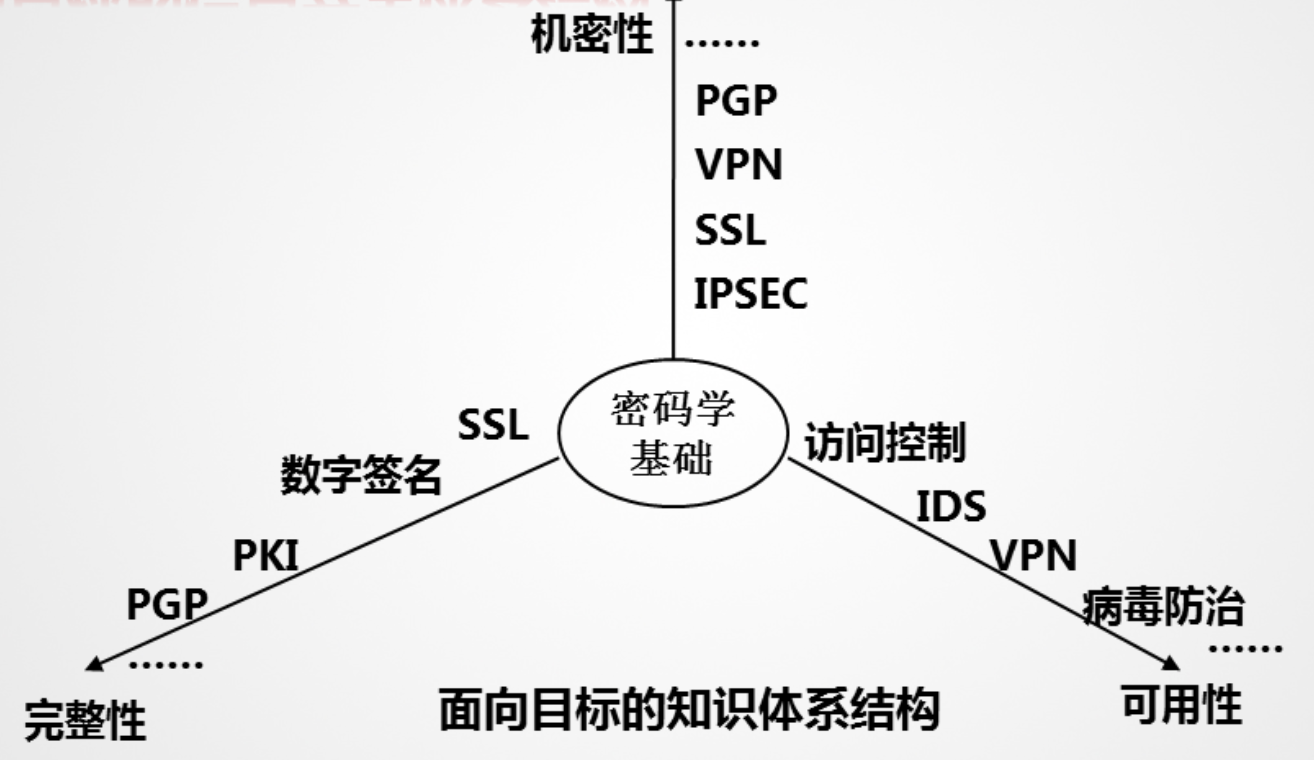 机密性 ......
PGP
VPN
SSL
IPSEC
密码学
基础
SSL
数字签名
PKI
PGP
......
完整性
访问控制
IDS
VPN
病毒防治
......
可用性
面向目标的知识体系结构